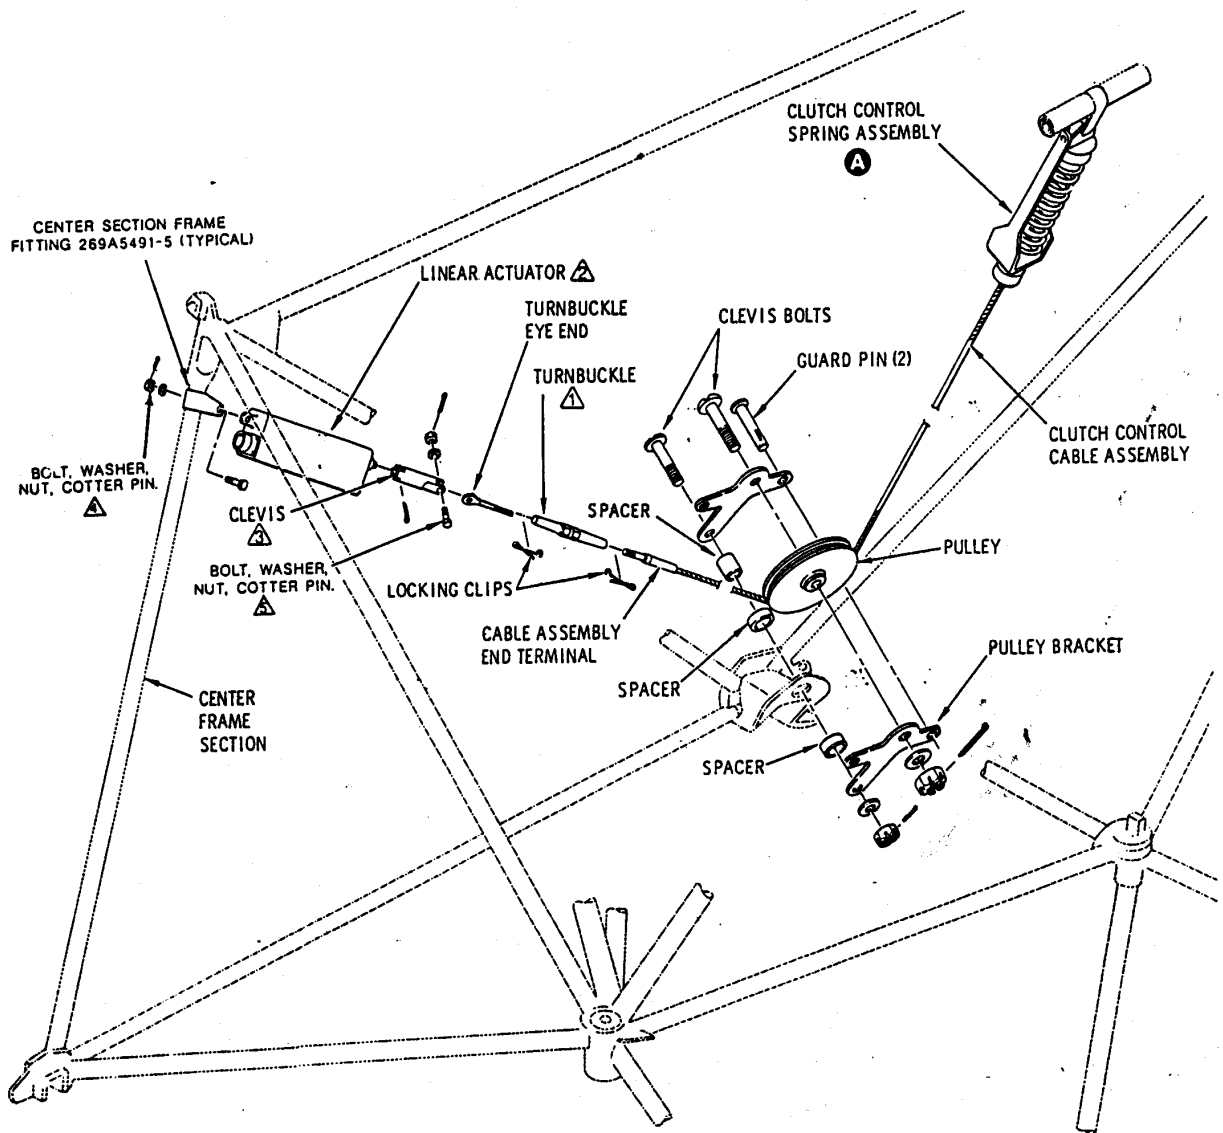 CLUTCH CONTROL
SPRING ASSEMBLY
A
CENTER SECTION FRAME
FITTING 269A5491-5 (TYPICAL)
LINEAR ACTUATOR 2
TURNBUCKLE
EYE END
TURNBUCKLE
1
CLEVIS BOLTS
GUARD PIN (2)
CLUTCH CONTROL
CABLE ASSEMBLY
BOLT, WASHER,
NUT, COTTER PIN.
4
CLEVIS
3
SPACER
PULLEY
BOLT, WASHER,
NUT, COTTER PIN.
5
LOCKING CLIPS
CABLE ASSEMBLY
END TERMINAL
SPACER
PULLEY BRACKET
CENTER
FRAME
SECTION
SPACER